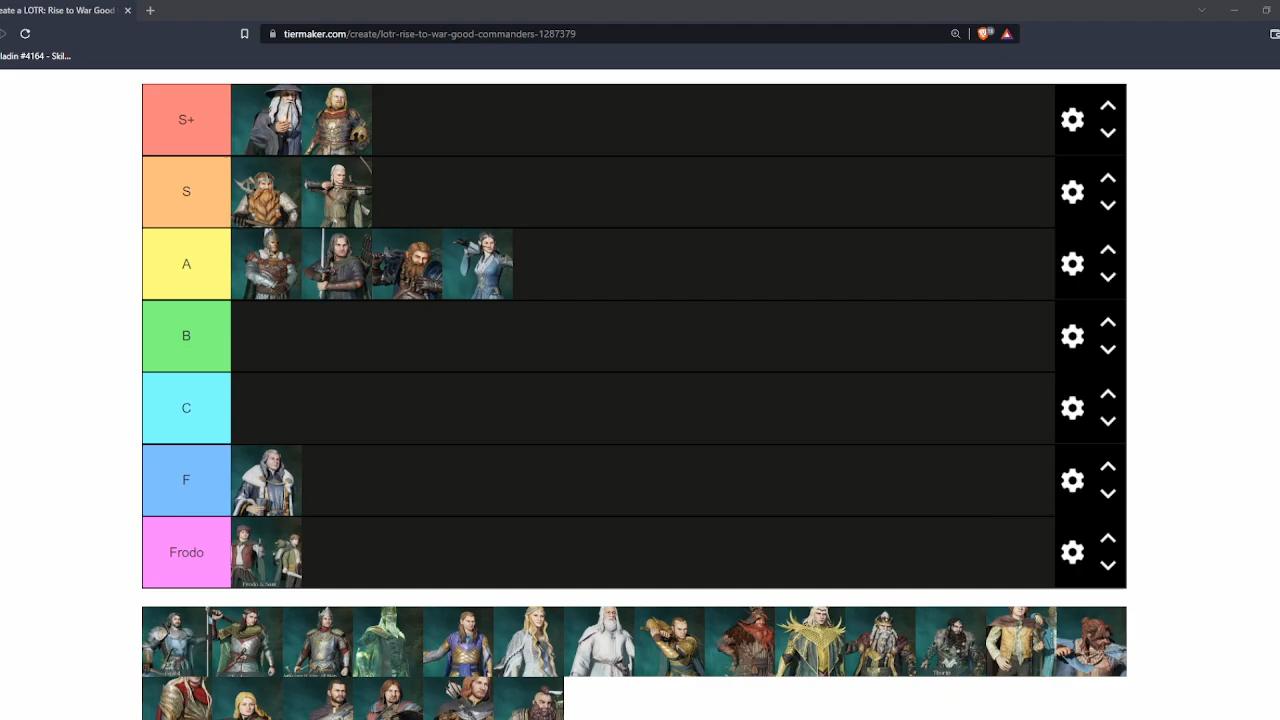 eate a LOTR: Rise to War Good
tiermaker.com/create/lotr-rise-to-war-good-commanders-1287379
ladin #4164 - Skil...
S+
S
A
B
C
F
Frodo
Frodo & Sam
Thorin